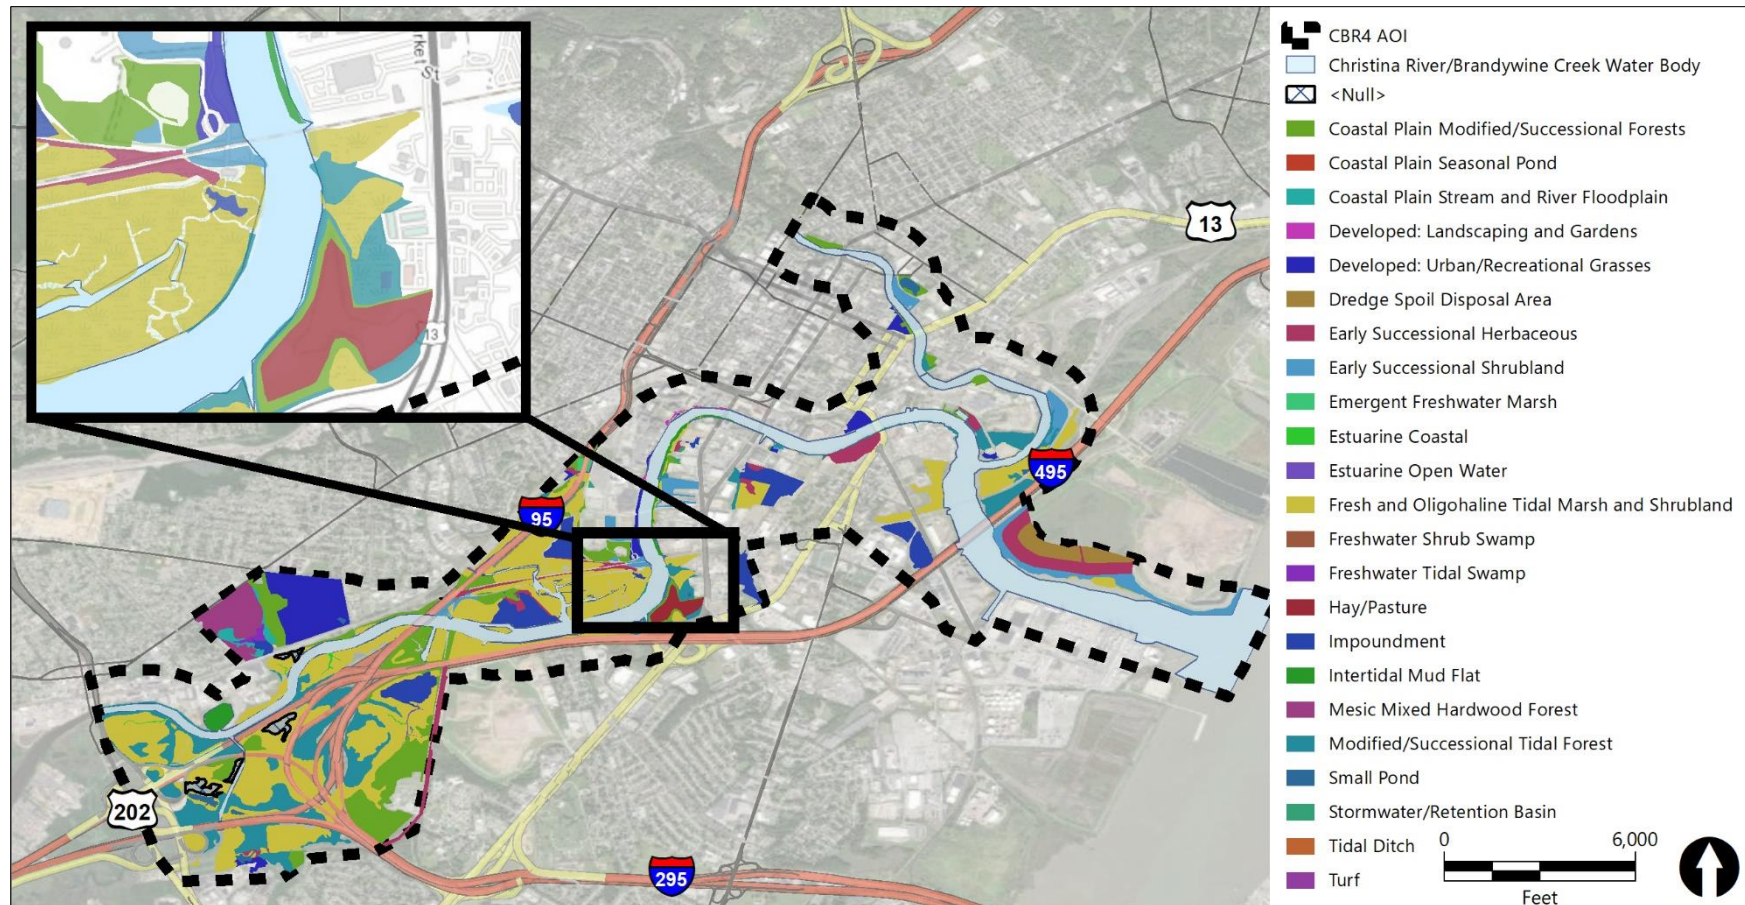 rket St
13
13
95
495
202
295
CBR4 AOI
Christina River/Brandywine Creek Water Body
<Null>
Coastal Plain Modified/Successional Forests
Coastal Plain Seasonal Pond
Coastal Plain Stream and River Floodplain
Developed: Landscaping and Gardens
Developed: Urban/Recreational Grasses
Dredge Spoil Disposal Area
Early Successional Herbaceous
Early Successional Shrubland
Emergent Freshwater Marsh
Estuarine Coastal
Estuarine Open Water
Fresh and Oligohaline Tidal Marsh and Shrubland
Freshwater Shrub Swamp
Freshwater Tidal Swamp
Hay/Pasture
Impoundment
Intertidal Mud Flat
Mesic Mixed Hardwood Forest
Modified/Successional Tidal Forest
Small Pond
Stormwater/Retention Basin
Tidal Ditch
Turf
0 6,000
Feet